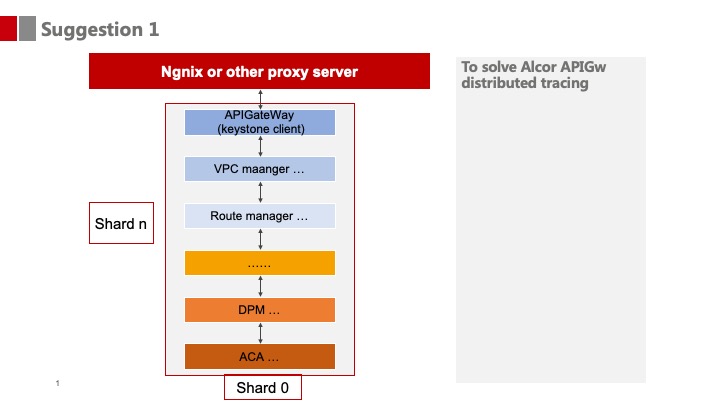 Suggestion 1
Ngnix or other proxy server
To solve Alcor APIGw
distributed tracing
APIGateWay
(keystone client)
VPC maanger ...
Route manager ...
Shard n
......
DPM ...
ACA ...
Shard 0
1